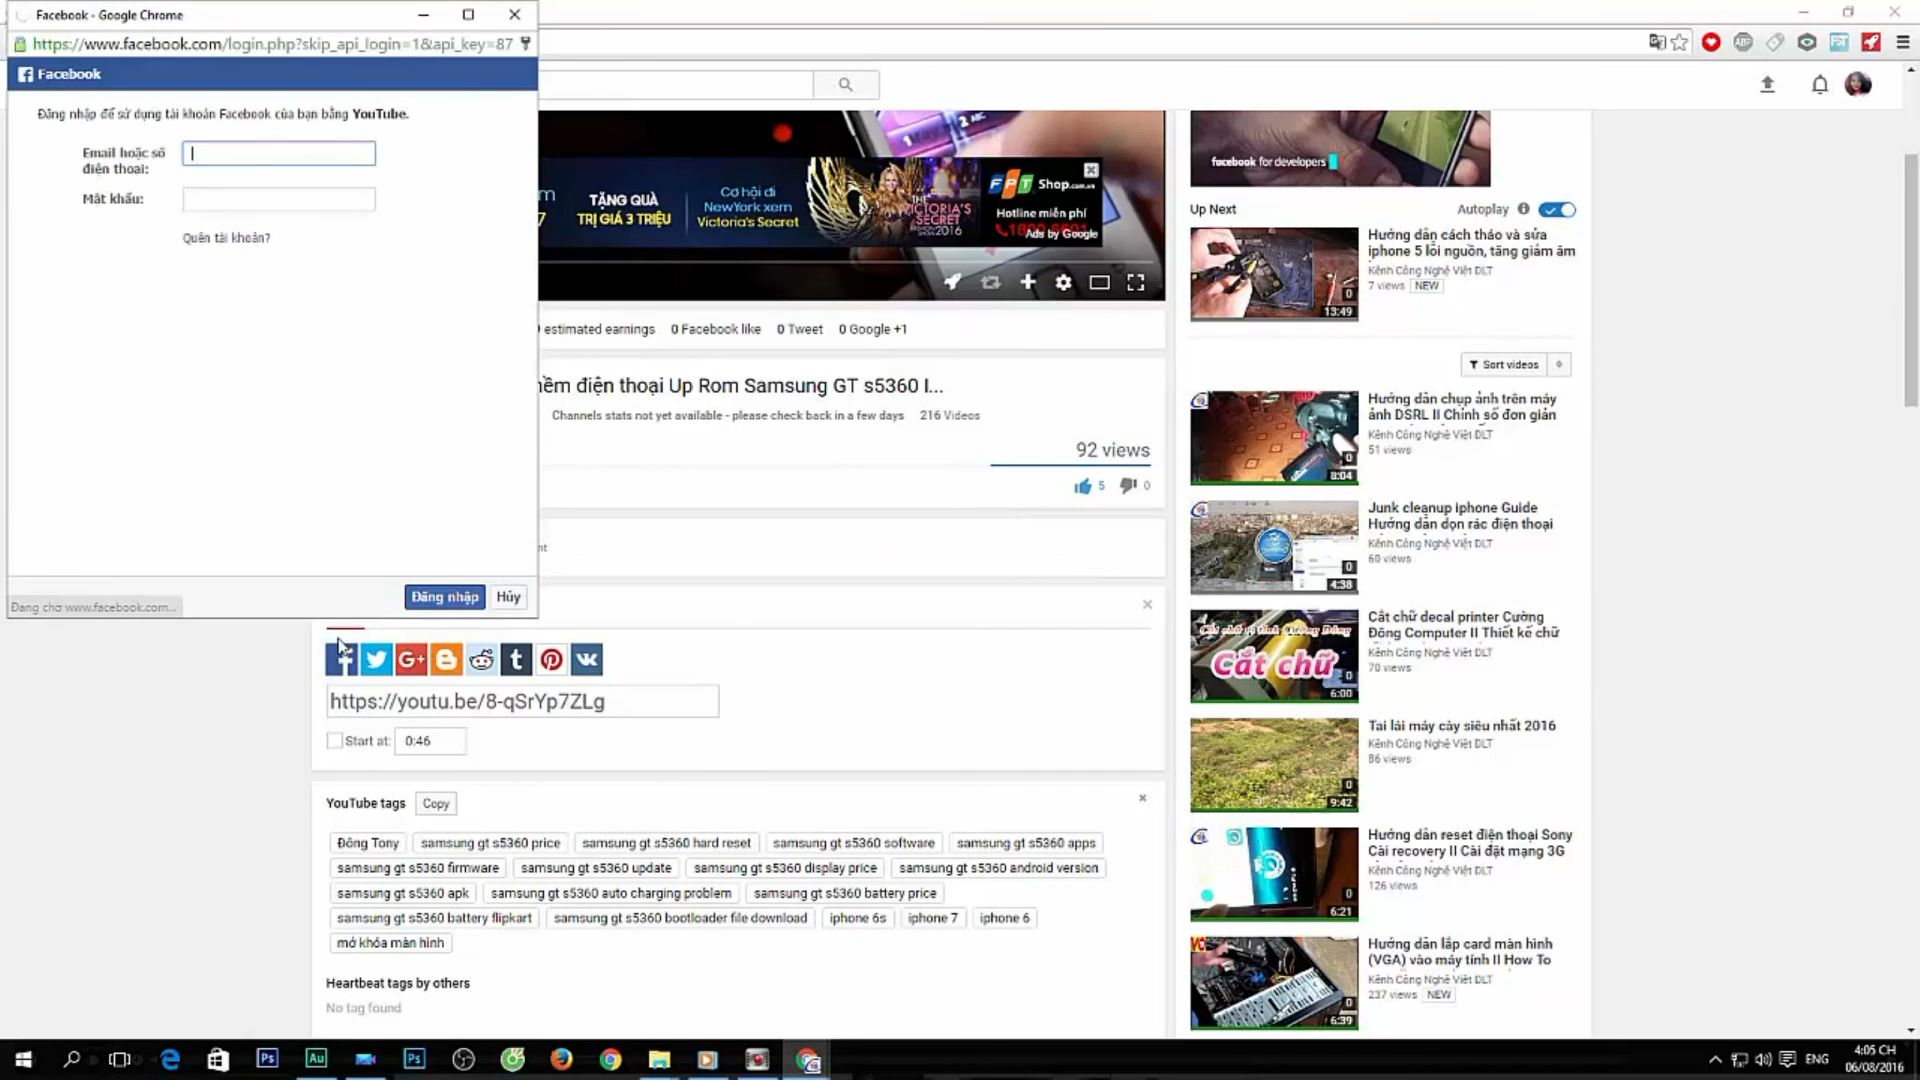 Facebook - Google Chrome
https://www.facebook.com/login.php?skip_api_login=1&api_key=87
Facebook
Đăng nhập để sử dụng tài khoản Facebook của bạn bằng YouTube.
Email hoặc số
điện thoại:
Mật khẩu:
Quên tài khoản?
Đăng nhập
Hủy
Đang chờ www.facebook.com...
TẶNG QUÀ
TRỊ GIÁ 3 TRIỆU
Cơ hội đi
NewYork xem
Victoria's Secret
THE
VICTORIA'S
SECRET
2016
FPT Shop.com.vn
Hotline miễn phí
Ads by Google
estimated earnings
0 Facebook like
0 Tweet
0 Google +1
mềm điện thoại Up Rom Samsung GT s5360 I...
Channels stats not yet available - please check back in a few days
216 Videos
92 views
5
0
https://youtu.be/8-qSrYp7ZLg
Start at:
0:46
YouTube tags
Copy
Đông Tony
samsung gt s5360 price
samsung gt s5360 hard reset
samsung gt s5360 software
samsung gt s5360 apps
samsung gt s5360 firmware
samsung gt s5360 update
samsung gt s5360 display price
samsung gt s5360 android version
samsung gt s5360 apk
samsung gt s5360 auto charging problem
samsung gt s5360 battery price
samsung gt s5360 battery flipkart
samsung gt s5360 bootloader file download
iphone 6s
iphone 7
iphone 6
mở khóa màn hình
Heartbeat tags by others
No tag found
facebook for developers
Up Next
Autoplay
Hướng dẫn cách tháo và sửa
iphone 5 lỗi nguồn, tăng giảm âm
Kênh Công Nghệ Việt DLT
7 views NEW
0
13:49
Sort videos
Hướng dẫn chụp ảnh trên máy
ảnh DSRL II Chỉnh số đơn giản
Kênh Công Nghệ Việt DLT
51 views
0
8:04
Junk cleanup iphone Guide
Hướng dẫn dọn rác điện thoại
Kênh Công Nghệ Việt DLT
60 views
0
4:38
Cắt chữ decal printer Cường
Đông Computer II Thiết kế chữ
Kênh Công Nghệ Việt DLT
70 views
Cắt chữ
0
6:00
Tai lái máy cày siêu nhất 2016
Kênh Công Nghệ Việt DLT
86 views
0
9:42
Hướng dẫn reset điện thoại Sony
Cài recovery II Cài đặt mạng 3G
Kênh Công Nghệ Việt DLT
126 views
0
6:21
Hướng dẫn lắp card màn hình
(VGA) vào máy tính II How To
Kênh Công Nghệ Việt DLT
237 views NEW
0
6:39
ENG
4:05 CH
06/08/2016